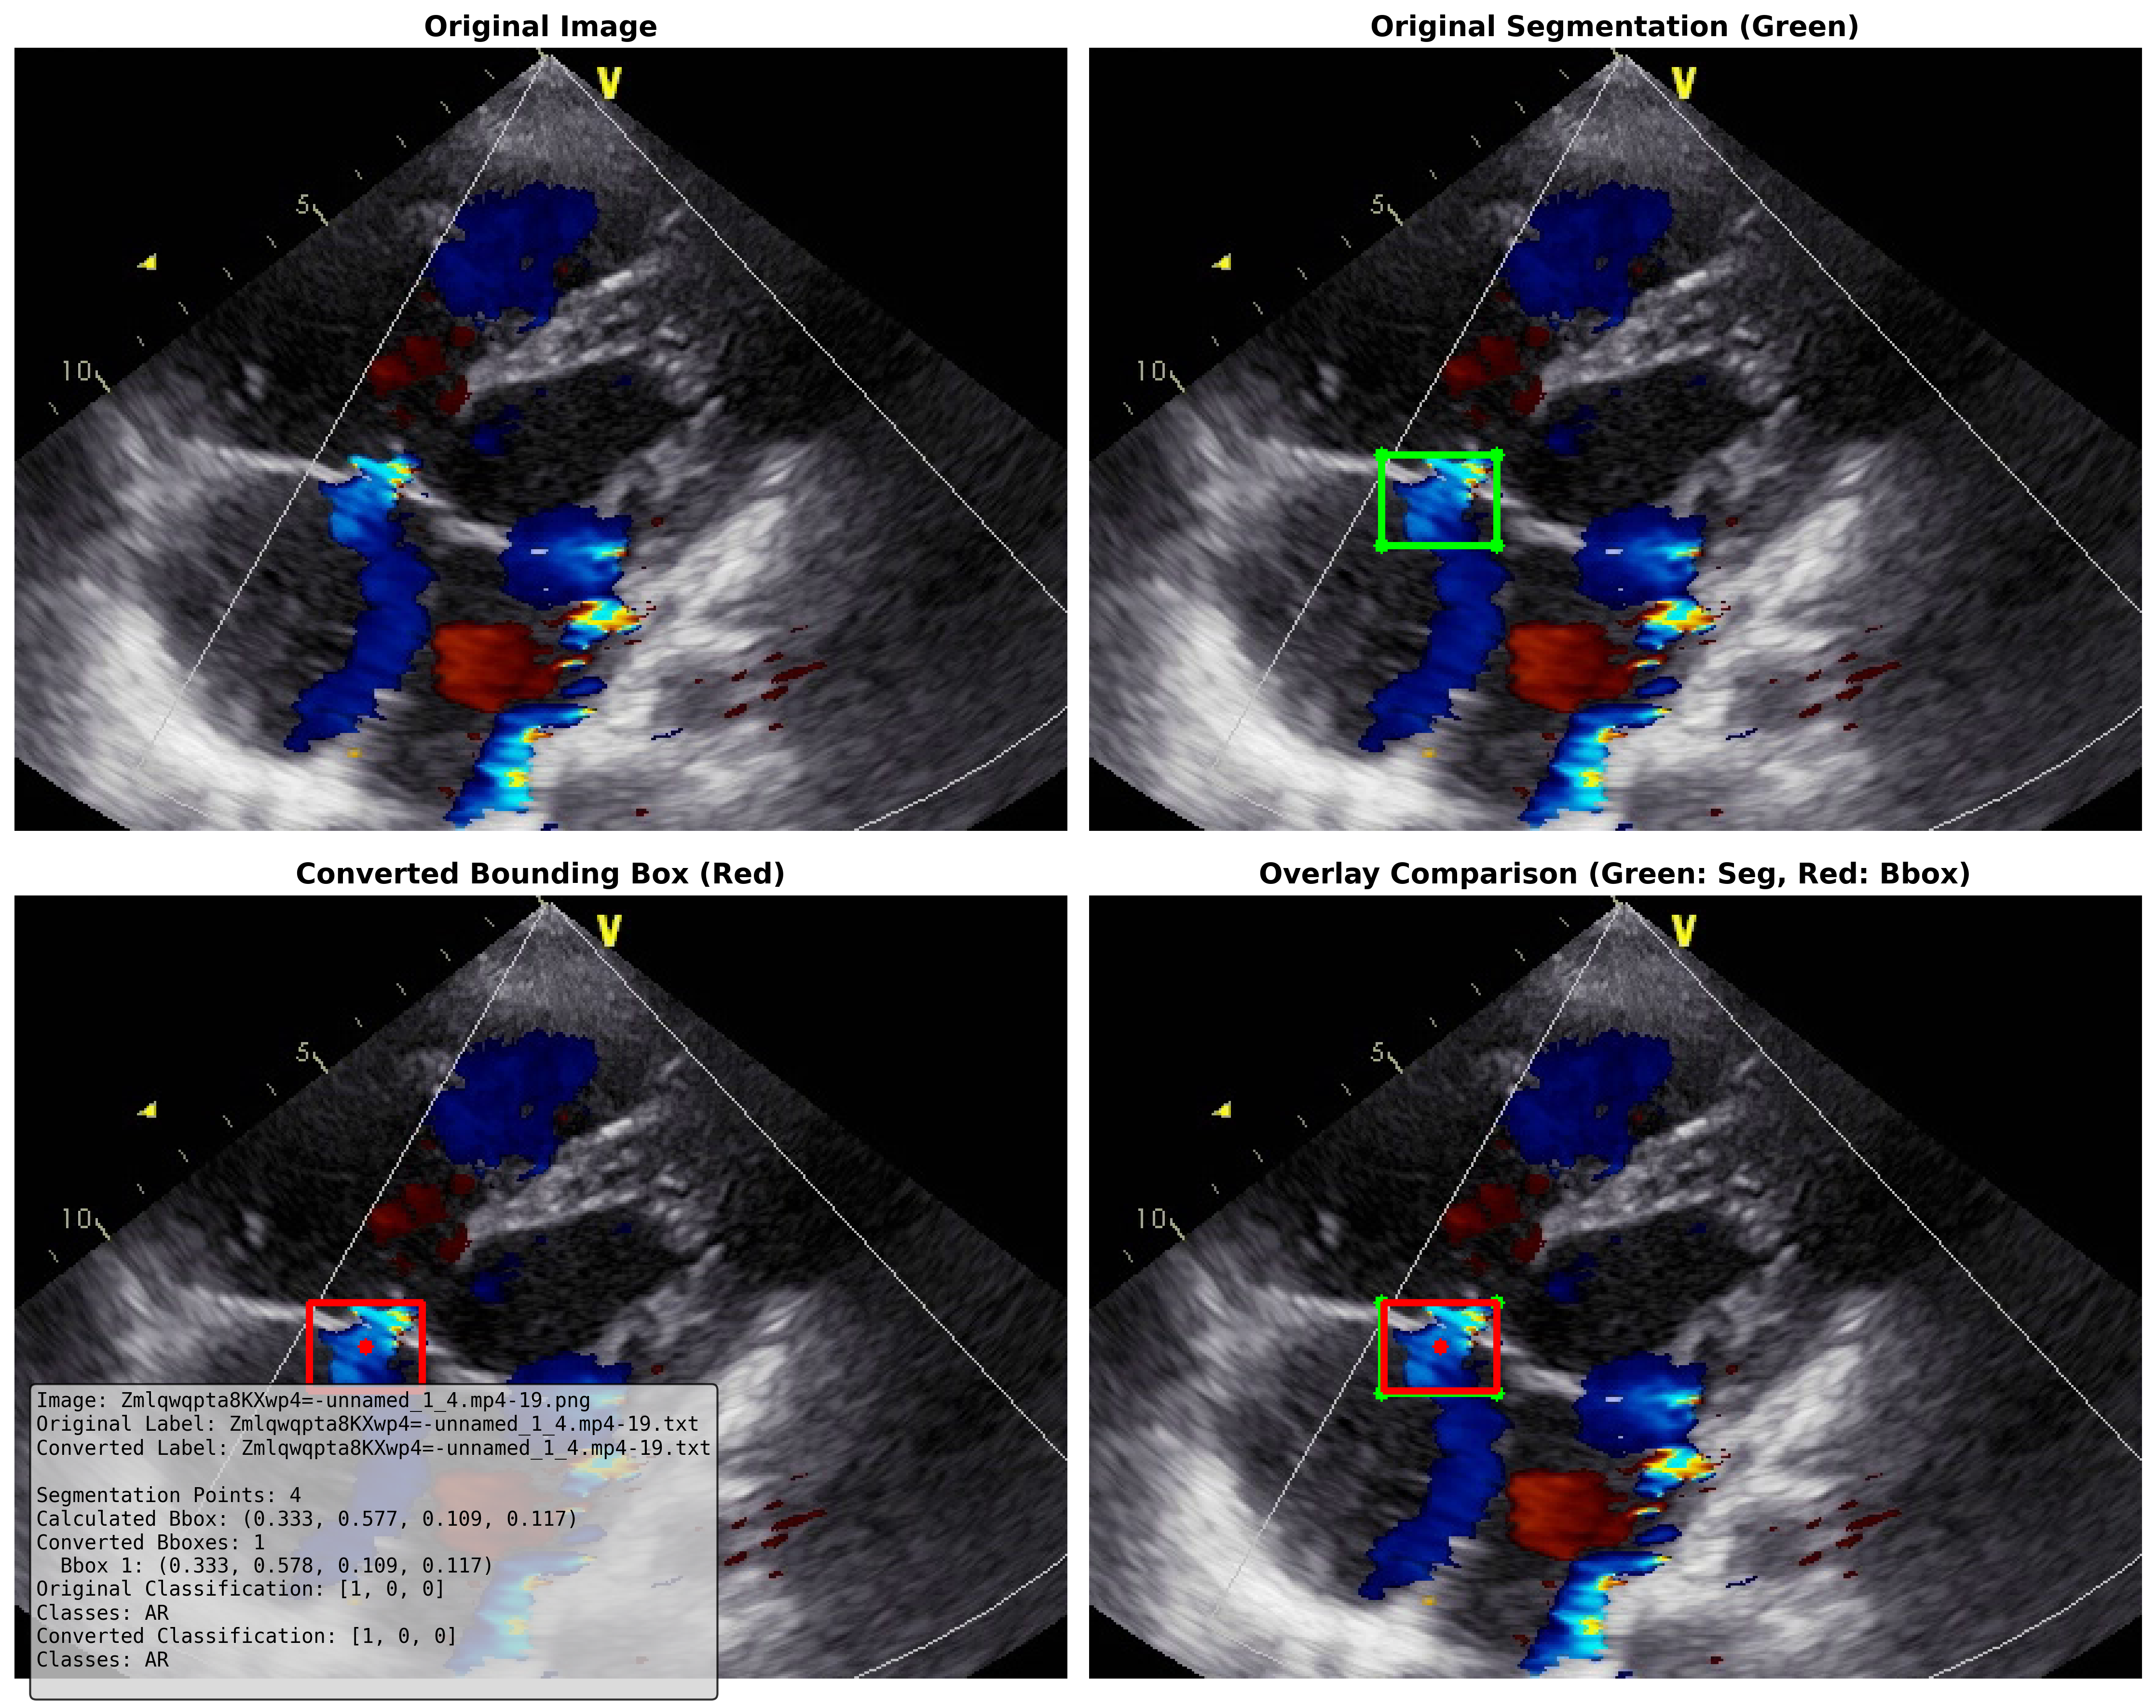 Original Image
Original Segmentation (Green)
V
5
10
V
5
10
Converted Bounding Box (Red)
Overlay Comparison (Green: Seg, Red: Bbox)
V
5
10
V
5
10
Image: Zmlqwqpta8KXwp4=-unnamed_1_4.mp4-19.png
Original Label: Zmlqwqpta8KXwp4=-unnamed_1_4.mp4-19.txt
Converted Label: Zmlqwqpta8KXwp4=-unnamed_1_4.mp4-19.txt
Segmentation Points: 4
Calculated Bbox: (0.333, 0.577, 0.109, 0.117)
Converted Bboxes: 1
Bbox 1: (0.333, 0.578, 0.109, 0.117)
Original Classification: [1, 0, 0]
Classes: AR
Converted Classification: [1, 0, 0]
Classes: AR